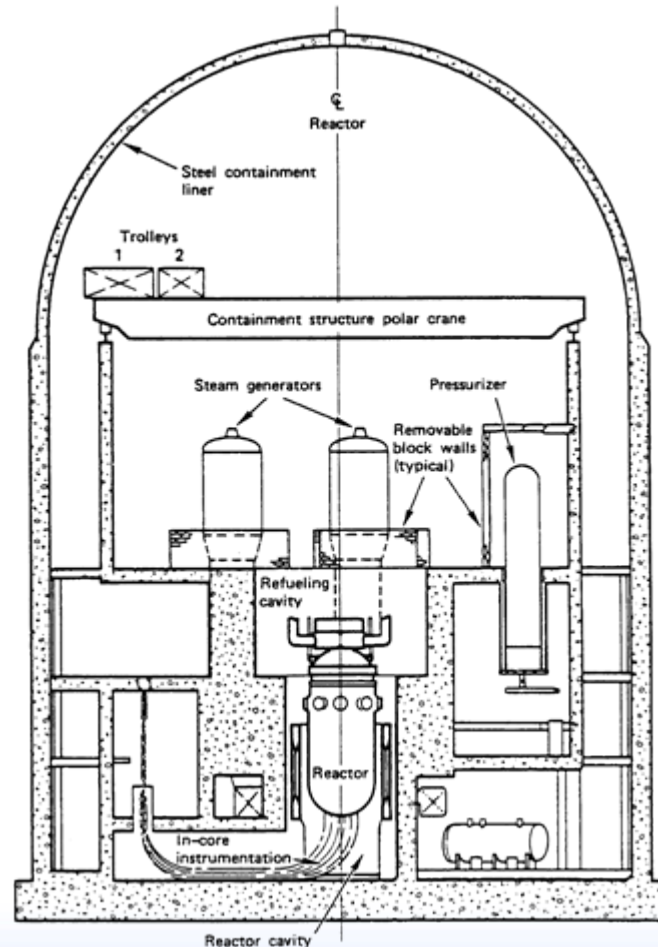 ℄
Reactor
Steel containment
liner
Trolleys
1 2
Containment structure polar crane
Steam generators
Pressurizer
Removable
block walls
(typical)
Refueling
cavity
Reactor
In-core
instrumentation
Reactor cavity